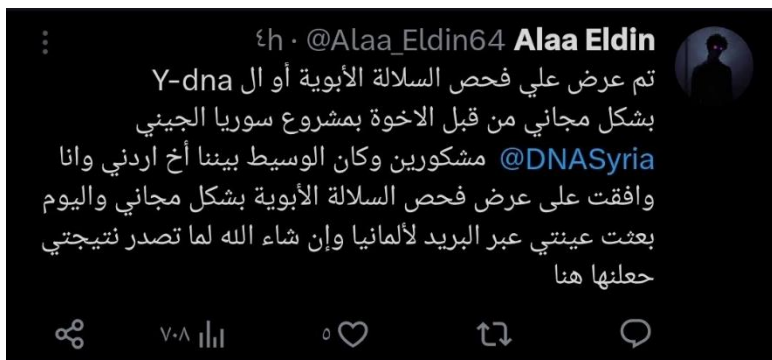 Alaa Eldin @Alaa_Eldin64 · ٤h
تم عرض علي فحص السلالة الأبوية أو ال Y-dna
بشكل مجاني من قبل الاخوة بمشروع سوريا الجيني
@DNASyria مشكورين وكان الوسيط بيننا أخ اردني وانا
وافقت على عرض فحص السلالة الأبوية بشكل مجاني واليوم
بعثت عينتي عبر البريد لألمانيا وإن شاء الله لما تصدر نتيجتي
حعلنها هنا
٥ ٧٠٨